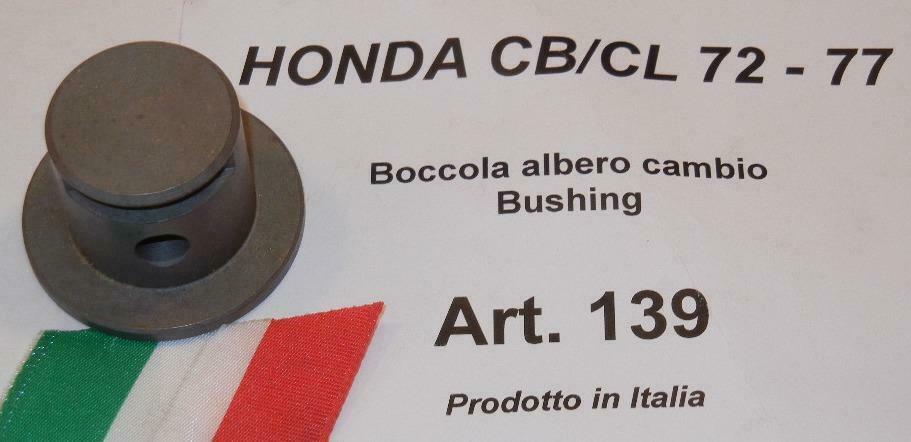 HONDA CB/CL 72 - 77
Boccola albero cambio
Bushing
Art. 139
Prodotto in Italia